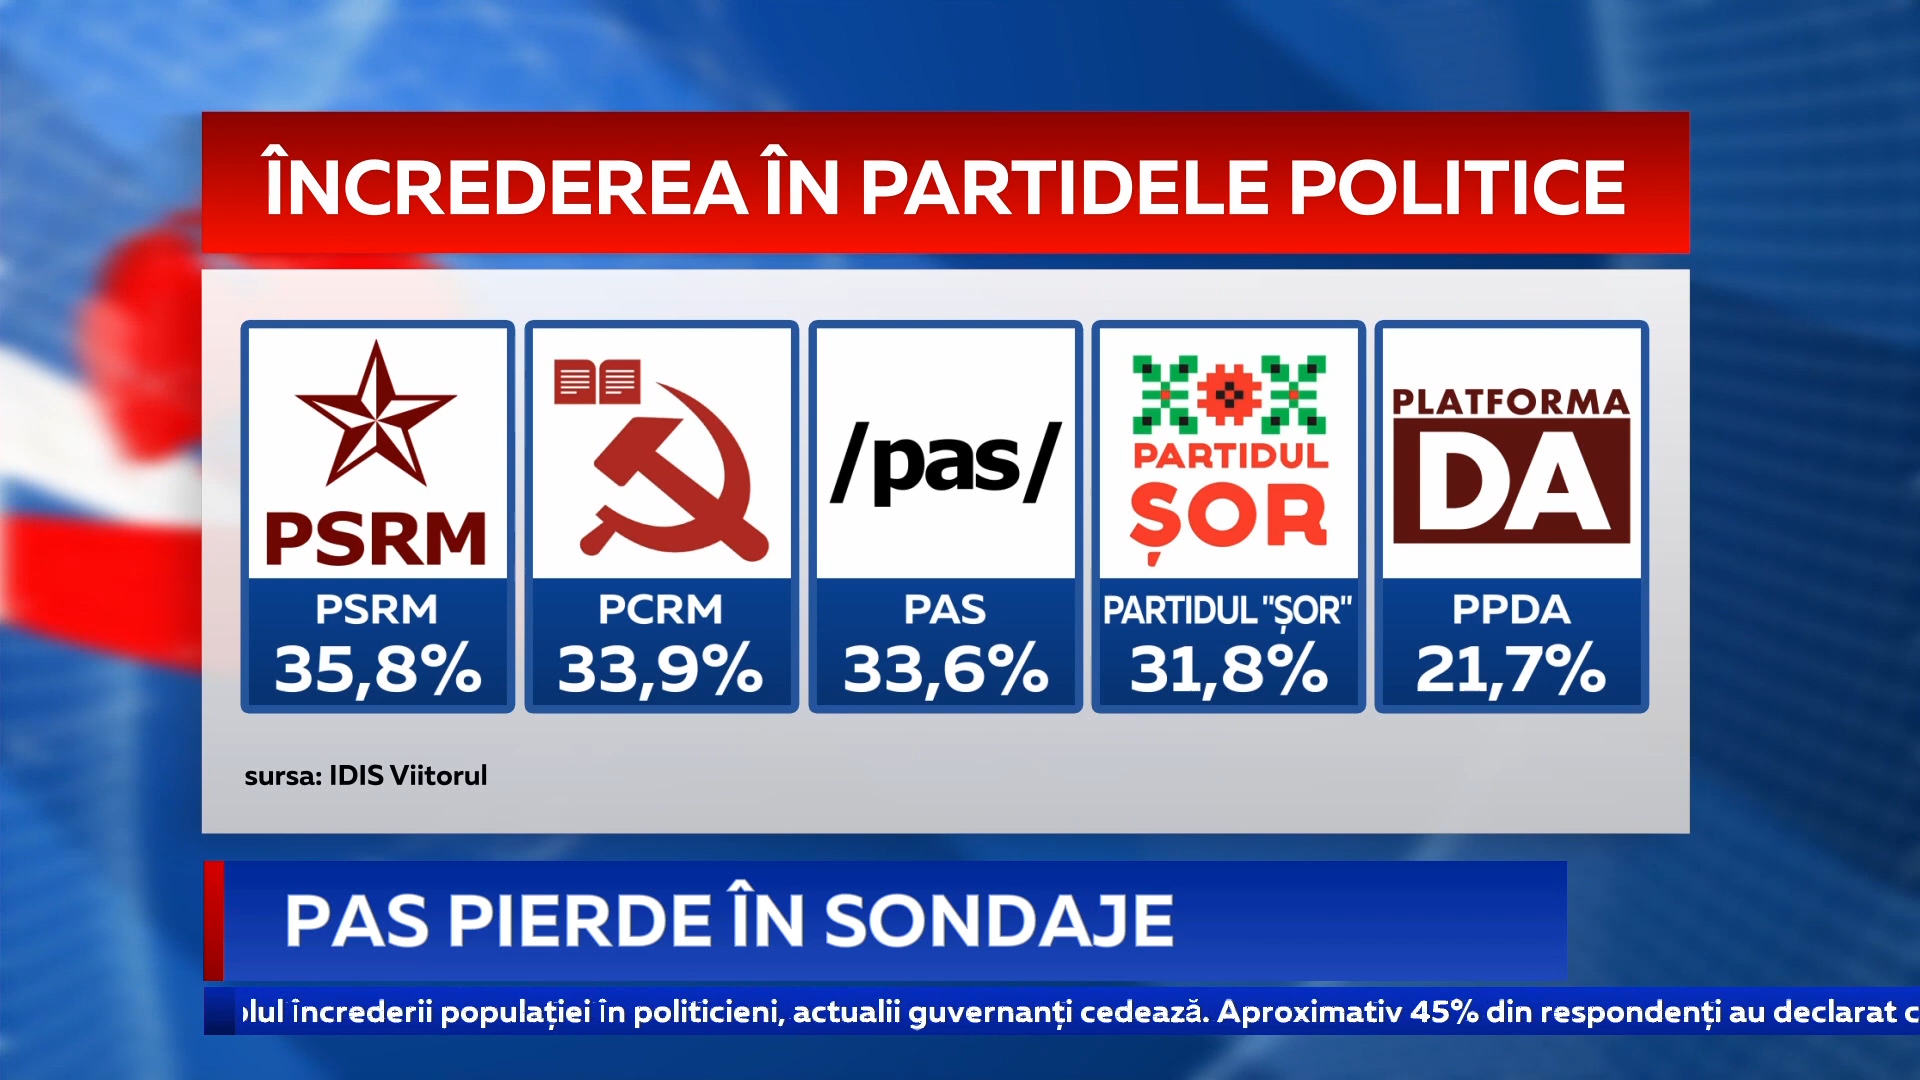 ÎNCREDEREA ÎN PARTIDELE POLITICE
PSRM
PSRM
35,8%
PCRM
33,9%
/pas/
PAS
33,6%
PARTIDUL
ȘOR
PARTIDUL "ȘOR"
31,8%
PLATFORMA
DA
PPDA
21,7%
sursa: IDIS Viitorul
PAS PIERDE ÎN SONDAJE
încrederii populației în politicieni, actualii guvernanți cedează. Aproximativ 45% din respondenți au declarat